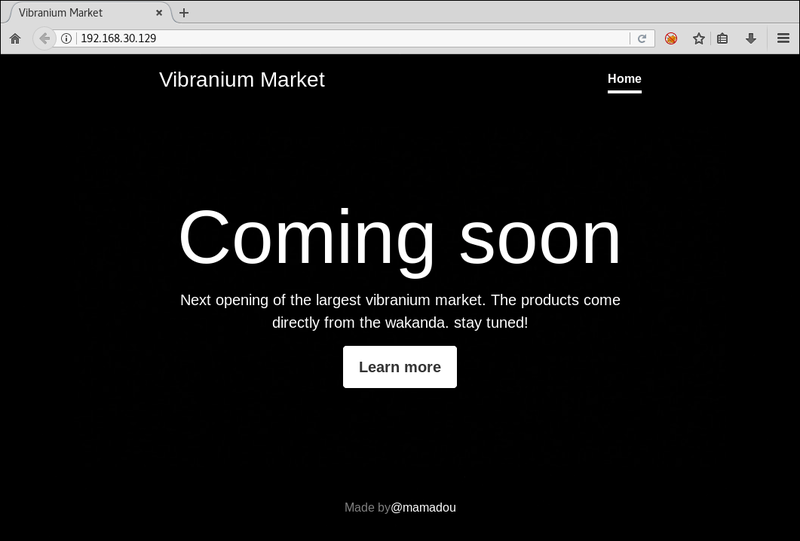 Vibranium Market
192.168.30.129
Vibranium Market
Home
Coming soon
Next opening of the largest vibranium market. The products come
directly from the wakanda. stay tuned!
Learn more
Made by@mamadou